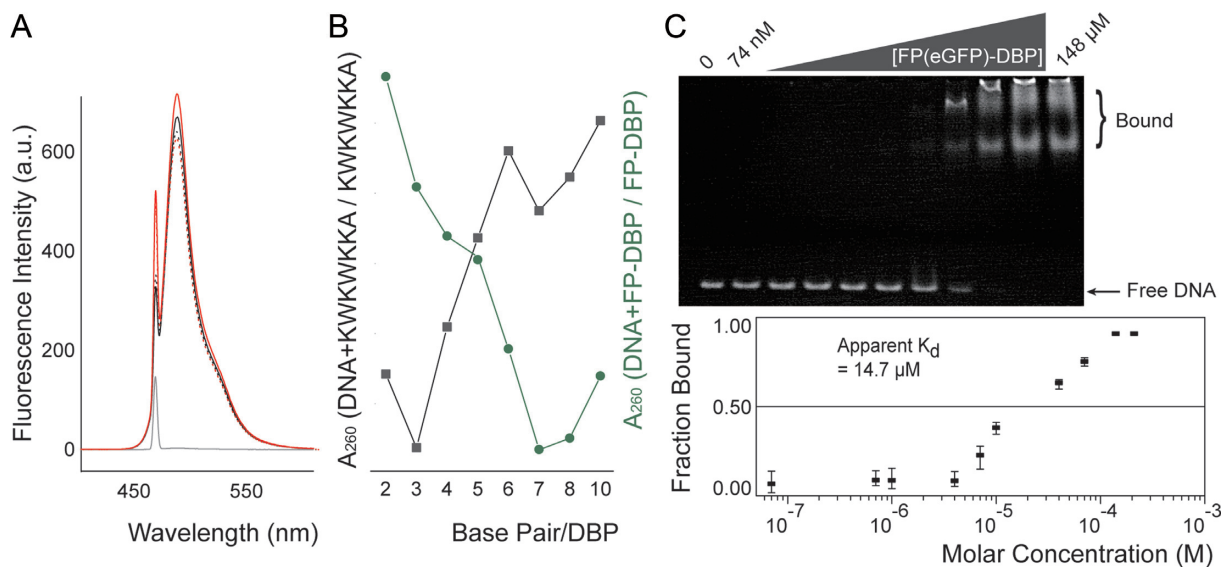 A
Fluorescence Intensity (a.u.)
600
400
200
0
450
550
Wavelength (nm)
B
A260 (DNA+KWKWKKA / KWKWKKA)
A260 (DNA+FP-DBP / FP-DBP)
2
3
4
5
6
7
8
10
Base Pair/DBP
C
0
74 nM
[FP(eGFP)-DBP]
148 µM
Bound
Free DNA
Fraction Bound
1.00
0.50
0.00
Apparent Kd
= 14.7 µM
10-7
10-6
10-5
10-4
10-3
Molar Concentration (M)